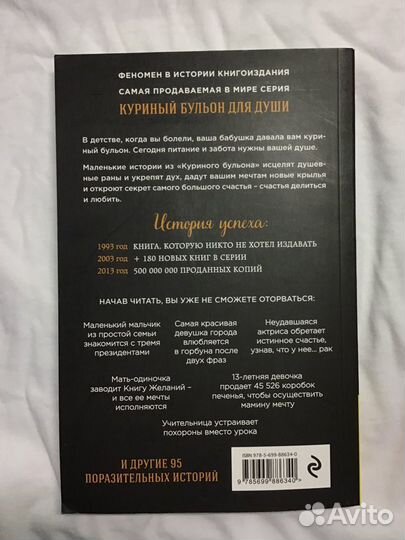 ФЕНОМЕН В ИСТОРИИ КНИГОИЗДАНИЯ
САМАЯ ПРОДАВАЕМАЯ В МИРЕ СЕРИЯ
КУРИНЫЙ БУЛЬОН ДЛЯ ДУШИ
В детстве, когда вы болели, ваша бабушка давала вам кури-
ный бульон. Сегодня питание и забота нужны вашей душе.
Маленькие истории из «Куриного бульона» исцелят душев-
ные раны и укрепят дух, дадут вашим мечтам новые крылья
и откроют секрет самого большого счастья – счастья делиться
и любить.
История успеха:
1993 год КНИГА, КОТОРУЮ НИКТО НЕ ХОТЕЛ ИЗДАВАТЬ
2003 год + 180 НОВЫХ КНИГ В СЕРИИ
2013 год 500 000 000 ПРОДАННЫХ КОПИЙ
НАЧАВ ЧИТАТЬ, ВЫ УЖЕ НЕ СМОЖЕТЕ ОТОРВАТЬСЯ:
Маленький мальчик
из простой семьи
знакомится с тремя
президентами
Самая красивая
девушка города
влюбляется
в горбуна после
двух фраз
Неудавшаяся
актриса обретает
истинное счастье,
узнав, что у нее... рак
Мать-одиночка
заводит Книгу Желаний –
и все ее мечты
исполняются
13-летняя девочка
продает 45 526 коробок
печенья, чтобы осуществить
мамину мечту
Учительница устраивает
похороны вместо урока
И ДРУГИЕ 95
ПОРАЗИТЕЛЬНЫХ ИСТОРИЙ
ISBN 978-5-699-88634-0
9 785699 886340 >
Avito